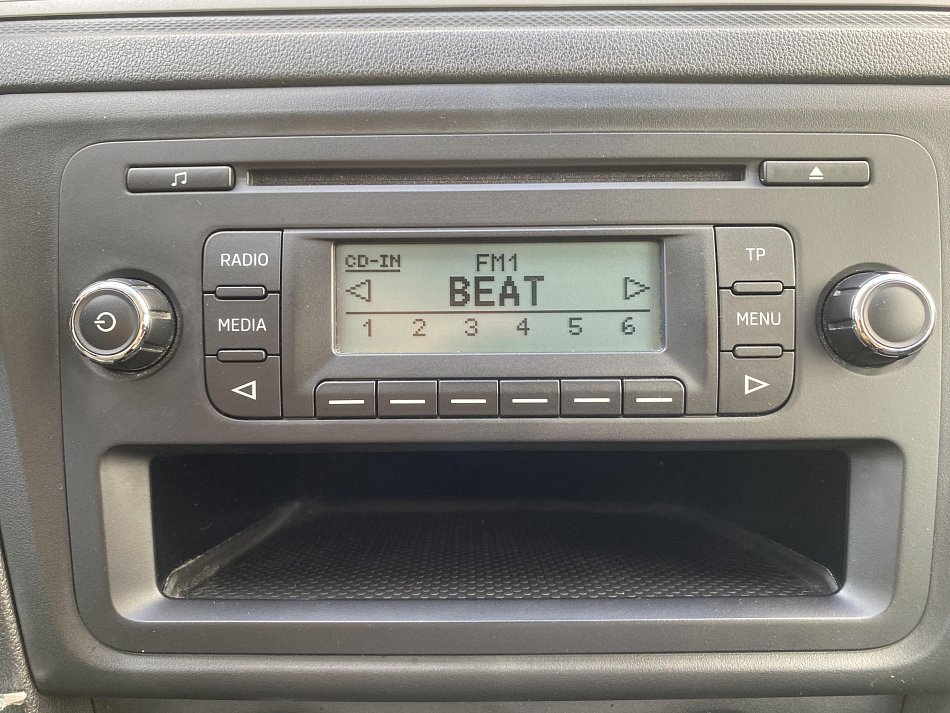 RADIO
MEDIA
CD-IN
FM1
BEAT
1 2 3 4 5 6
TP
MENU